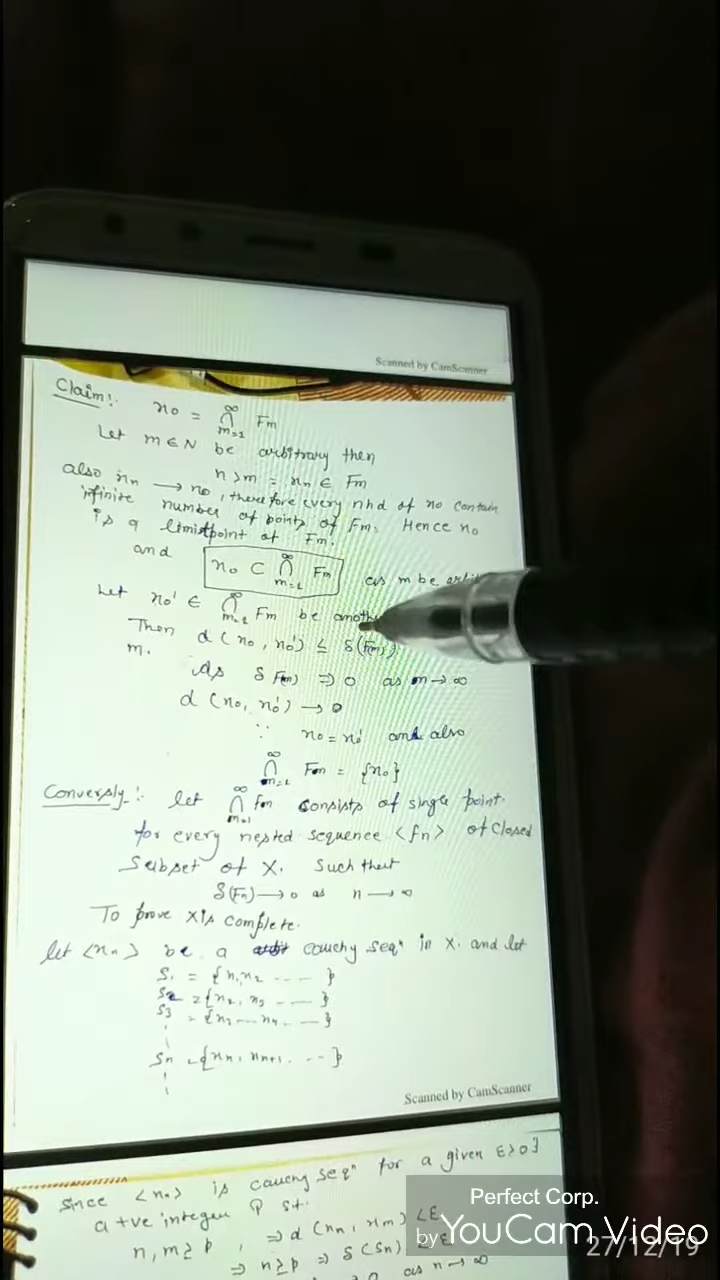 Scanned by CamScanner
Claim:- x0 = ∞∩m=1 Fm
Let m ∈ N be arbitrary then
n > m = xn ∈ Fm
also xn → x0, therefore every nhd of x0 contain
infinite number of points of Fm. Hence x0
is a limit point of Fm.
and x0 ⊂ ∞∩m=1 Fm as m be
Let x0' ∈ ∞∩m=1 Fm be
Then d(x0, x0') ≤ δ(Fm)
m.
As δ F(m) ⇒ 0 as m → ∞
d(x0, x0') → 0
∵ x0 = x0' and also
∞∩m=1 Fm = {x0}
Conversly:- let ∞∩m=1 fm consists of single point.
for every nested sequence <fn> of closed
Subset of X. Such that
δ(Fn) → 0 as n → ∞
To prove X is complete.
let <xn> be a cauchy seqn in X. and let
S1 = {x1 x2 ---- }
S2 = {x2, x3 ---- }
S3 = {x3 --- x4 --- }
Sn = {xn, xn+1, --- }
Scanned by CamScanner
Since <xn> is cauchy seqn for a given ε>0 ∃
a +ve integer P st.
n, m ≥ p, ⇒ d(xn, xm) < ε
⇒ n ≥ p ⇒ δ(Sn) ≤ ε
0 as n → ∞
Perfect Corp.
by YouCam Video
27/12/19